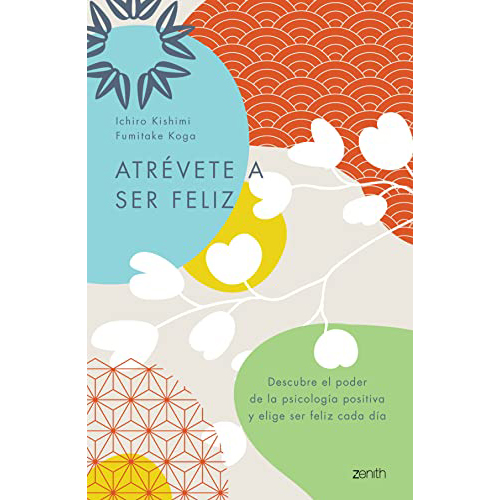 Ichiro Kishimi
Fumitake Koga
ATRÉVETE A
SER FELIZ
Descubre el poder
de la psicología positiva
y elige ser feliz cada día
zenith